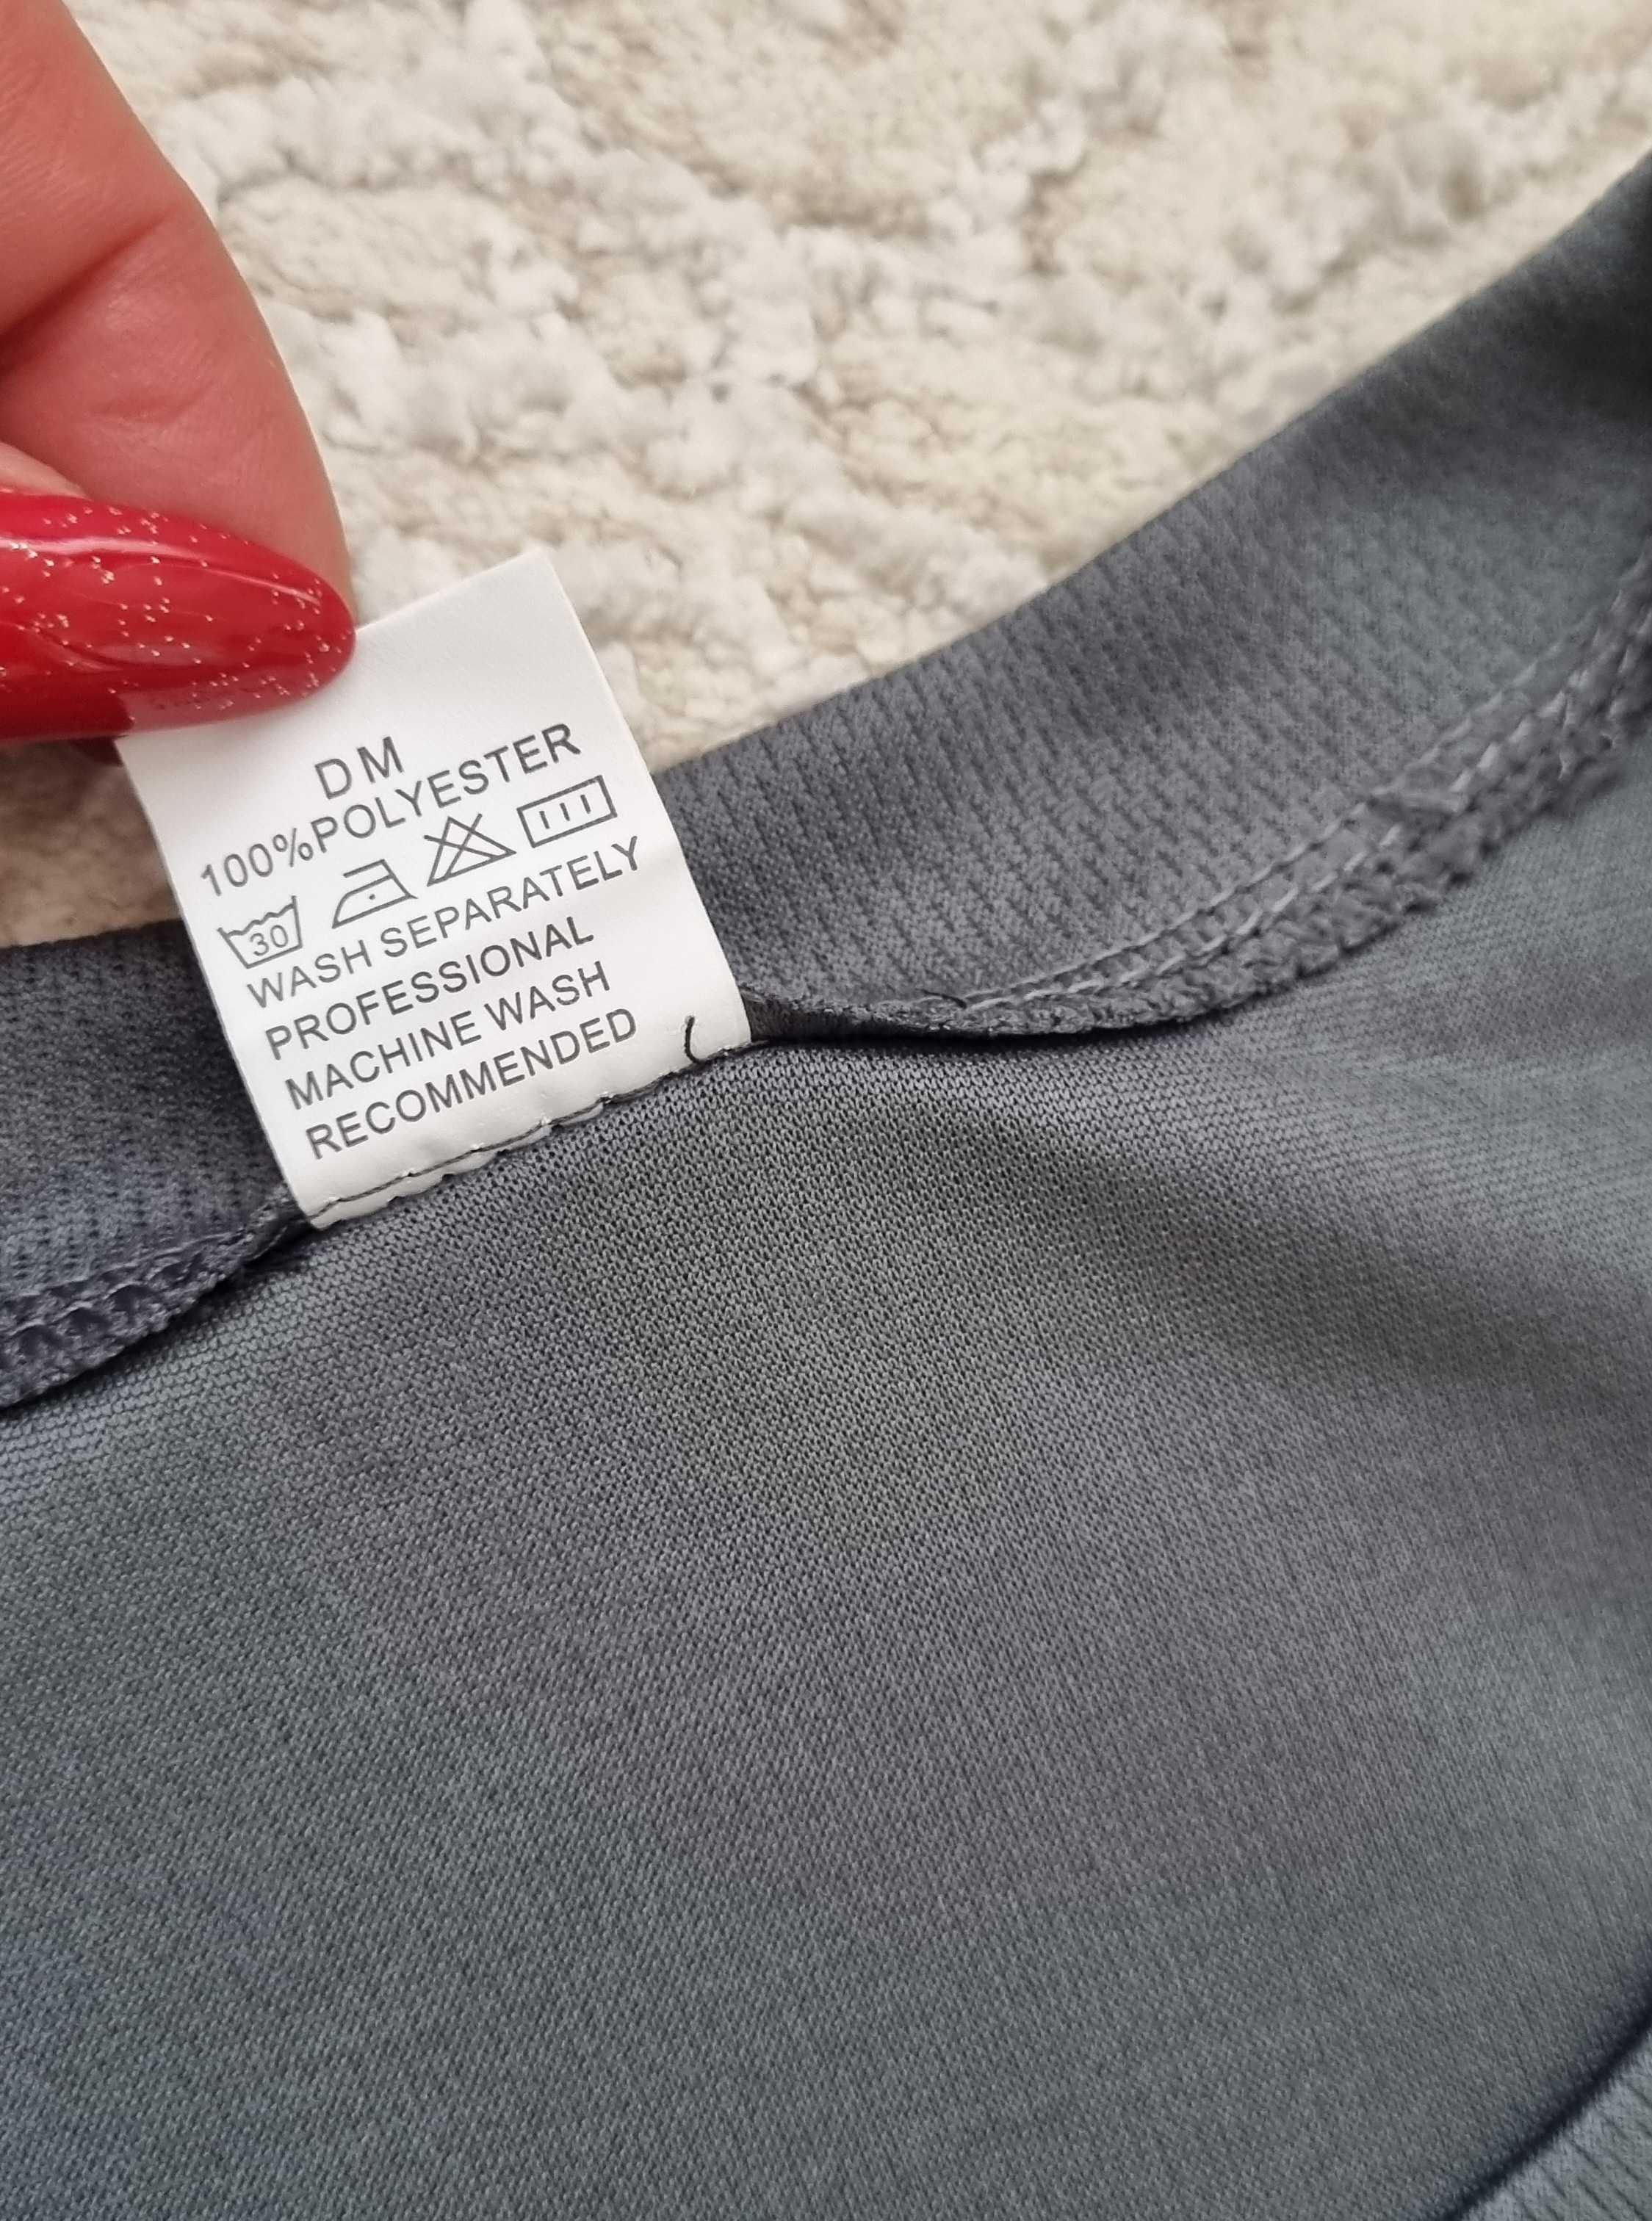 DM
100%POLYESTER
30
WASH SEPARATELY
PROFESSIONAL
MACHINE WASH
RECOMMENDED